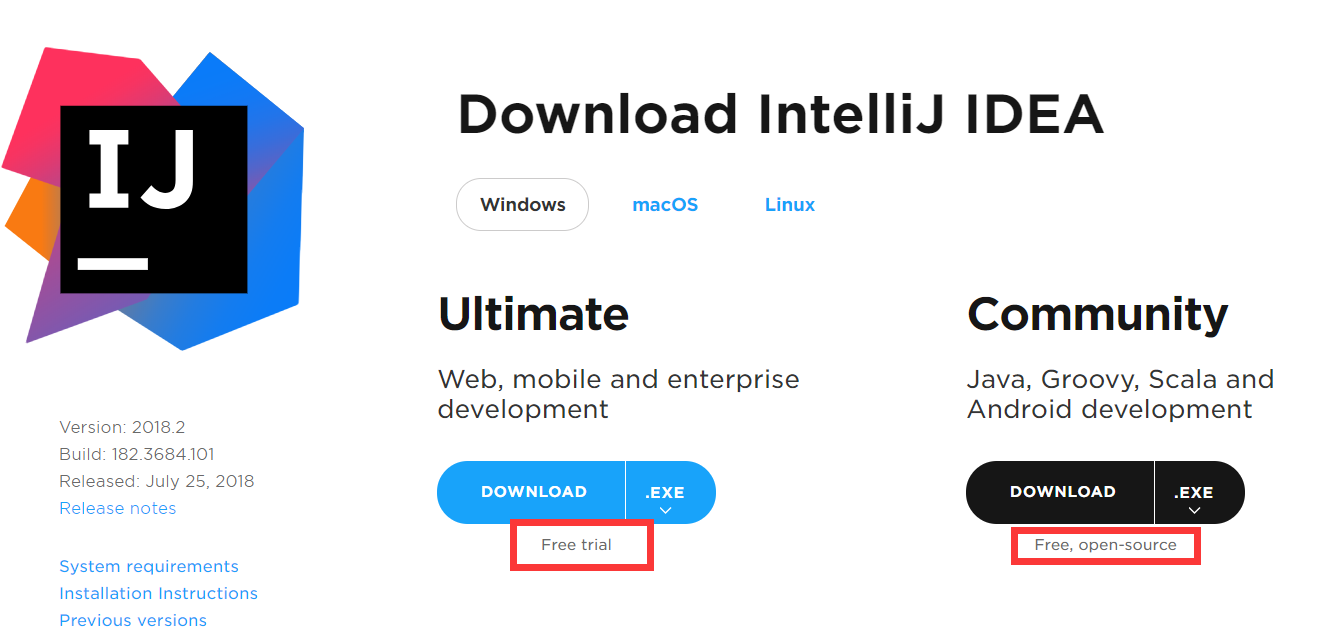 IJ
Download IntelliJ IDEA
Windows
macOS
Linux
Ultimate
Web, mobile and enterprise
development
DOWNLOAD
.EXE
Free trial
Community
Java, Groovy, Scala and
Android development
DOWNLOAD
.EXE
Free, open-source
Version: 2018.2
Build: 182.3684.101
Released: July 25, 2018
Release notes
System requirements
Installation Instructions
Previous versions